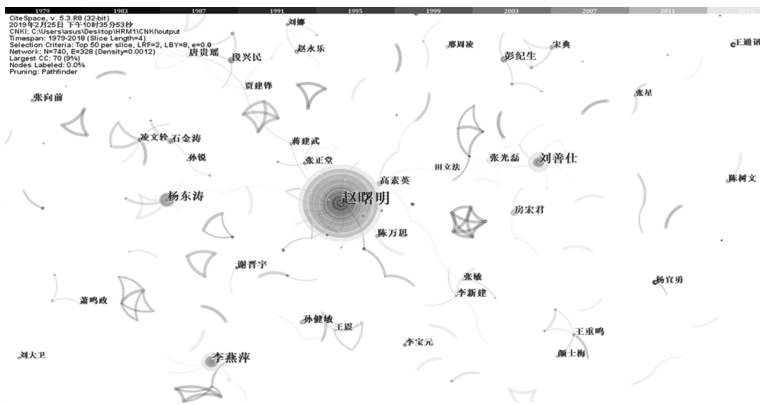 1979 1983 1987 1991 1995 1999 2003 2007 2011
CiteSpace, v. 5.3.R8 (32-bit)
2019年2月25日 下午10时35分53秒
CNKI: C:\Users\asus\Desktop\HRM1\CNKI\output
Timespan: 1979-2018 (Slice Length=4)
Selection Criteria: Top 50 per slice, LRF=2, LBY=8, e=0.0
Network: N=740, E=328 (Density=0.0012)
Largest CC: 70 (9%)
Nodes Labeled: 0.0%
Pruning: Pathfinder
刘娜
唐贵瑶
段兴民
赵永乐
廖周凌
宋典
彭纪生
贾建锋
张向前
张星
凌文铨
石金涛
蒋建武
孙锐
张正堂
张光磊
刘善仕
田立法
高素英
陈树文
杨东涛
赵曙明
房宏君
陈万思
谢晋宇
张敏
杨宜勇
李新建
萧鸣政
孙健敏
王震
王重鸣
李宝元
刘大卫
李燕萍
颜士梅